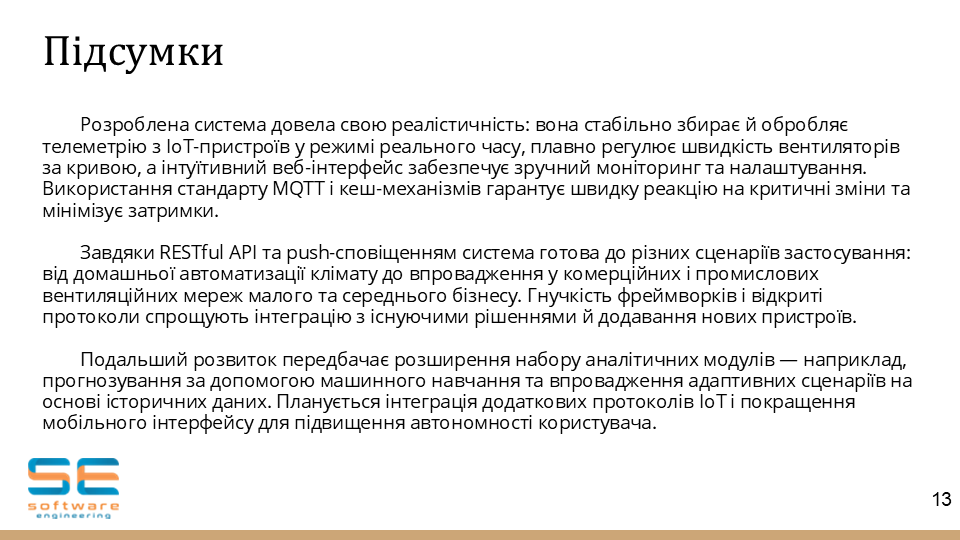 Підсумки
Розроблена система довела свою реалістичність: вона стабільно збирає й обробляє
телеметрію з IoT-пристроїв у режимі реального часу, плавно регулює швидкість вентиляторів
за кривою, а інтуїтивний веб-інтерфейс забезпечує зручний моніторинг та налаштування.
Використання стандарту MQTT і кеш-механізмів гарантує швидку реакцію на критичні зміни та
мінімізує затримки.
Завдяки RESTful API та push-сповіщенням система готова до різних сценаріїв застосування:
від домашньої автоматизації клімату до впровадження у комерційних і промислових
вентиляційних мереж малого та середнього бізнесу. Гнучкість фреймворків і відкриті
протоколи спрощують інтеграцію з існуючими рішеннями й додавання нових пристроїв.
Подальший розвиток передбачає розширення набору аналітичних модулів — наприклад,
прогнозування за допомогою машинного навчання та впровадження адаптивних сценаріїв на
основі історичних даних. Планується інтеграція додаткових протоколів IoT і покращення
мобільного інтерфейсу для підвищення автономності користувача.
SE
software
engineering
13